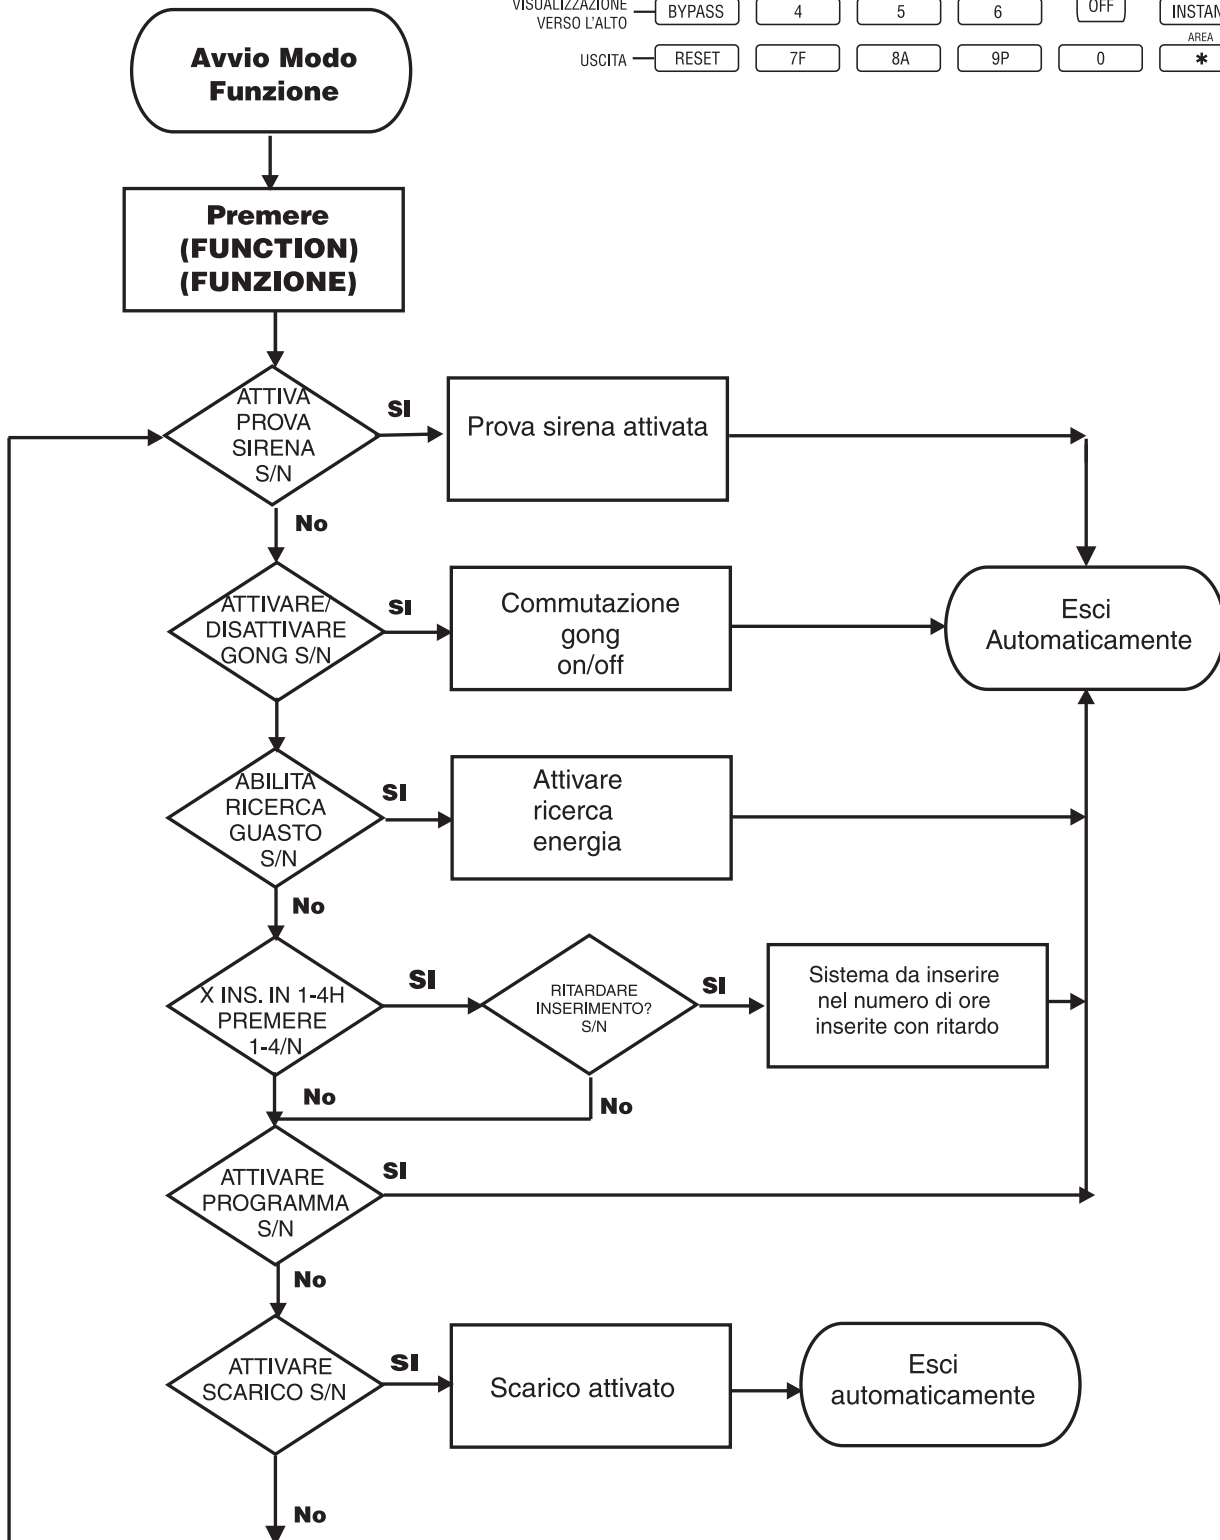 VISUALIZZAZIONE
VERSO L'ALTO
BYPASS 4 5 6 OFF INSTAN
AREA
USCITA RESET 7F 8A 9P 0 *
Avvio Modo
Funzione
Premere
(FUNCTION)
(FUNZIONE)
ATTIVA
PROVA
SIRENA
S/N
SI
Prova sirena attivata
No
ATTIVARE/
DISATTIVARE
GONG S/N
SI
Commutazione
gong
on/off
Esci
Automaticamente
ABILITA
RICERCA
GUASTO
S/N
SI
Attivare
ricerca
energia
No
X INS. IN 1-4H
PREMERE
1-4/N
SI
RITARDARE
INSERIMENTO?
S/N
SI
Sistema da inserire
nel numero di ore
inserite con ritardo
No
No
ATTIVARE
PROGRAMMA
S/N
SI
No
ATTIVARE
SCARICO S/N
SI
Scarico attivato
Esci
automaticamente
No